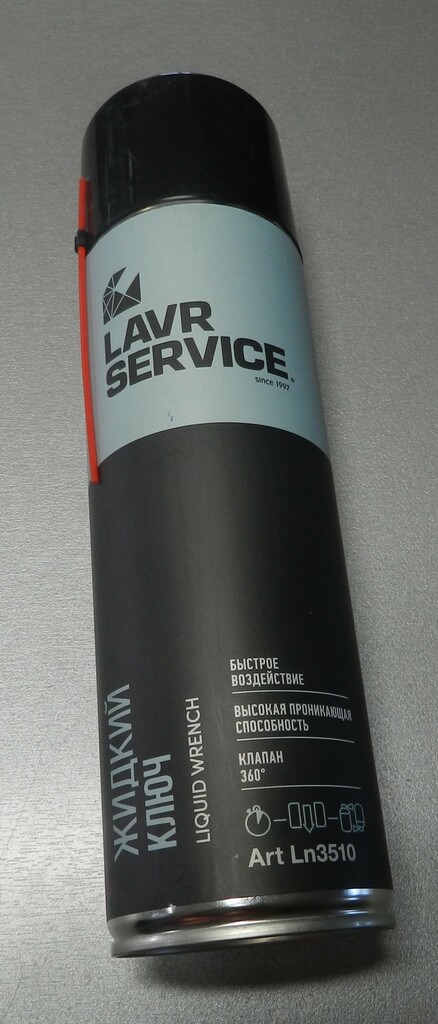 LAVR
SERVICE®
since 1997
ЖИДКИЙ
КЛЮЧ
LIQUID WRENCH
БЫСТРОЕ
ВОЗДЕЙСТВИЕ
ВЫСОКАЯ ПРОНИКАЮЩАЯ
СПОСОБНОСТЬ
КЛАПАН
360°
Art Ln3510